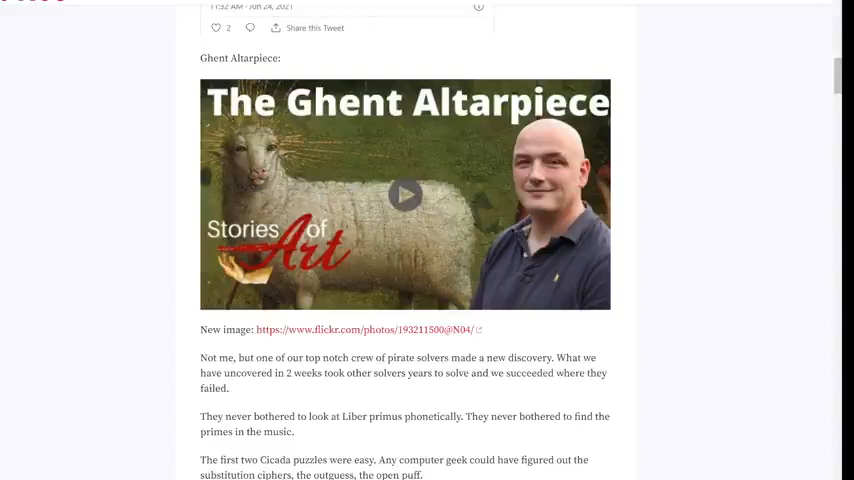 11:32 AM - Jun 24, 2021
2
Share this Tweet
Ghent Altarpiece:
The Ghent Altarpiece
Stories of
Art
New image: https://www.flickr.com/photos/193211500@N04/
Not me, but one of our top notch crew of pirate solvers made a new discovery. What we
have uncovered in 2 weeks took other solvers years to solve and we succeeded where they
failed.
They never bothered to look at Liber primus phonetically. They never bothered to find the
primes in the music.
The first two Cicada puzzles were easy. Any computer geek could have figured out the
substitution ciphers, the outguess, the open puff.